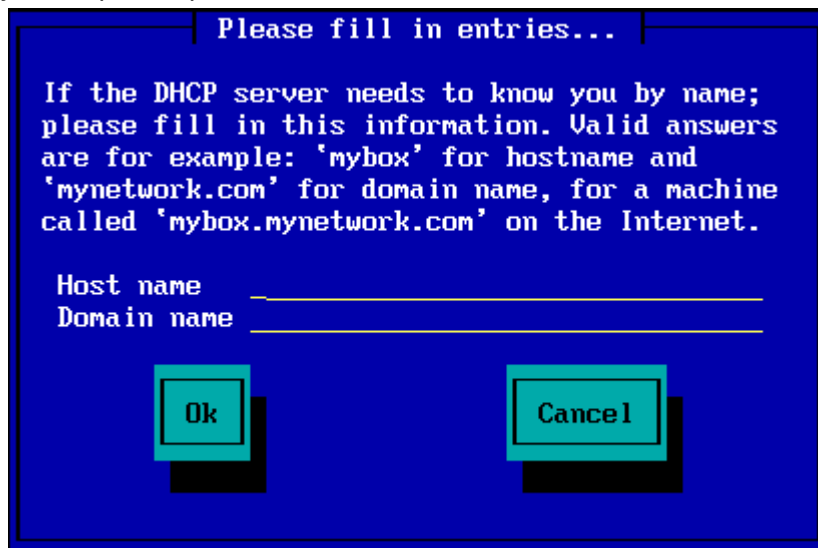 Please fill in entries...
If the DHCP server needs to know you by name;
please fill in this information. Valid answers
are for example: `mybox' for hostname and
`mynetwork.com' for domain name, for a machine
called `mybox.mynetwork.com' on the Internet.
Host name
Domain name
Ok Cancel